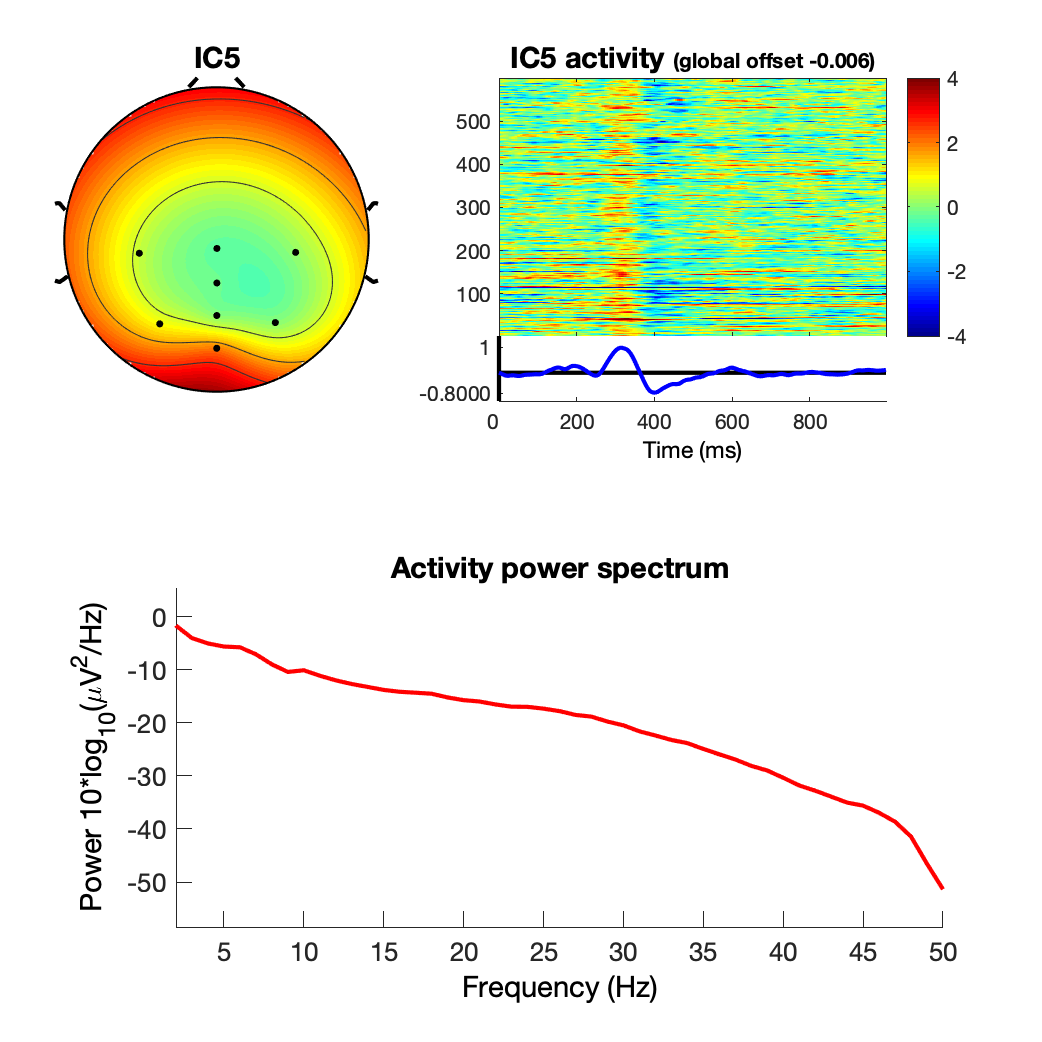 IC5
IC5 activity (global offset -0.006)
500
400
300
200
100
4
2
0
-2
-4
1
-0.8000
0 200 400 600 800
Time (ms)
Activity power spectrum
Power 10*log10(μV2/Hz)
0
-10
-20
-30
-40
-50
5 10 15 20 25 30 35 40 45 50
Frequency (Hz)